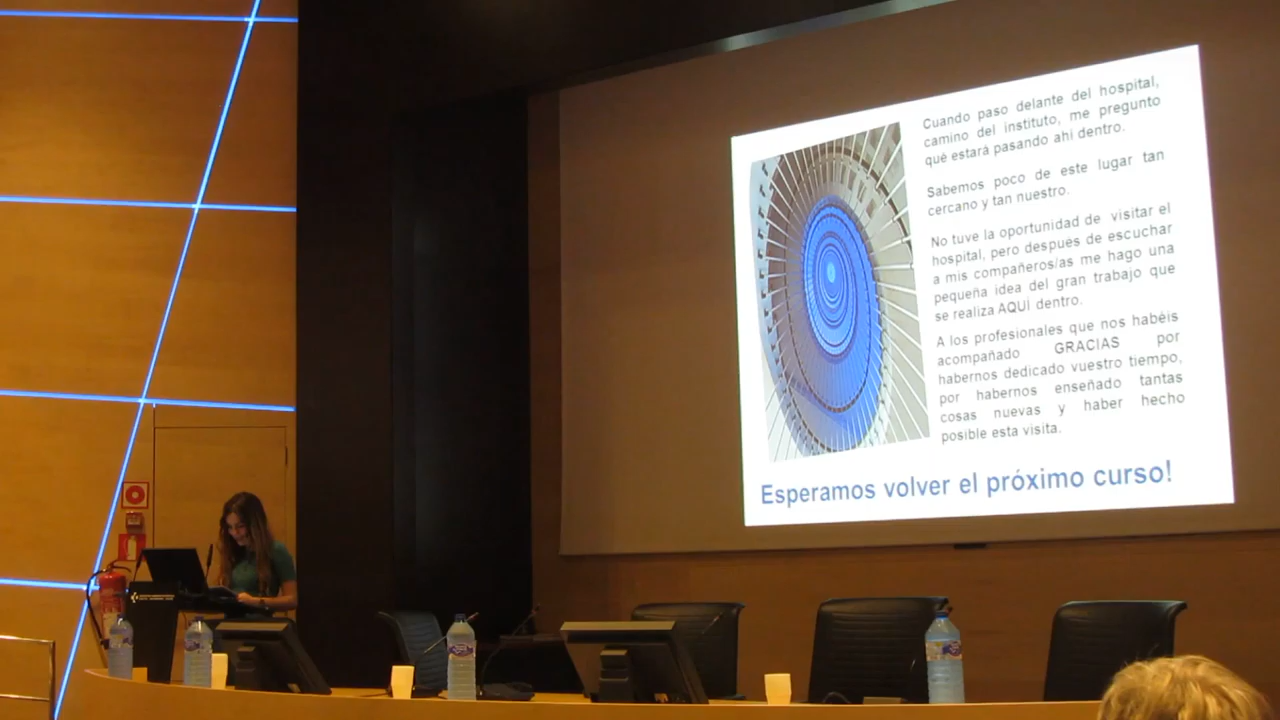 Cuando paso delante del hospital,
camino del instituto, me pregunto
qué estará pasando ahí dentro.
Sabemos poco de este lugar tan
cercano y tan nuestro.
No tuve la oportunidad de visitar el
hospital, pero después de escuchar
a mis compañeros/as me hago una
pequeña idea del gran trabajo que
se realiza AQUÍ dentro.
A los profesionales que nos habéis
acompañado GRACIAS por
habernos dedicado vuestro tiempo,
por habernos enseñado tantas
cosas nuevas y haber hecho
posible esta visita.
Esperamos volver el próximo curso!